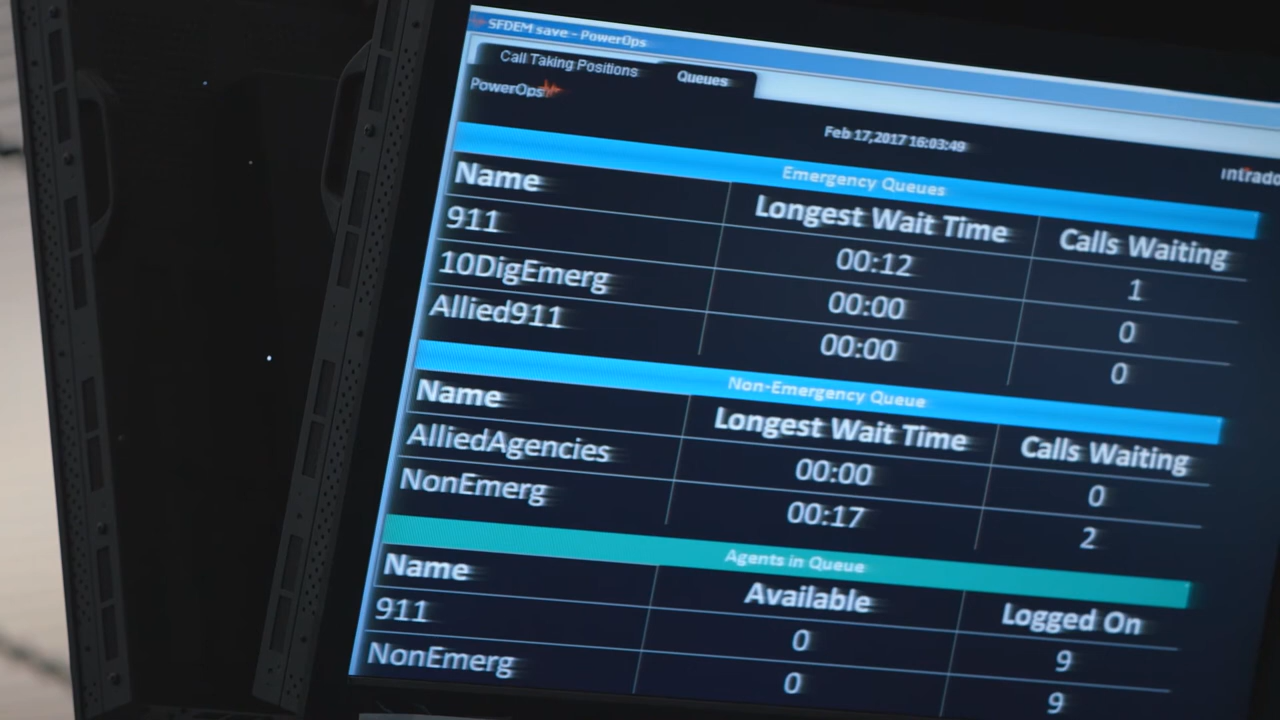 SFDEM save - PowerOps
Call Taking Positions Queues
PowerOps
Feb 17,2017 16:03:49
intrado
Emergency Queues
Name Longest Wait Time Calls Waiting
911 00:12 1
10DigEmerg 00:00 0
Allied911 00:00 0
Non-Emergency Queue
Name Longest Wait Time Calls Waiting
AlliedAgencies 00:00 0
NonEmerg 00:17 2
Agents in Queue
Name Available Logged On
911 0 9
NonEmerg 0 9